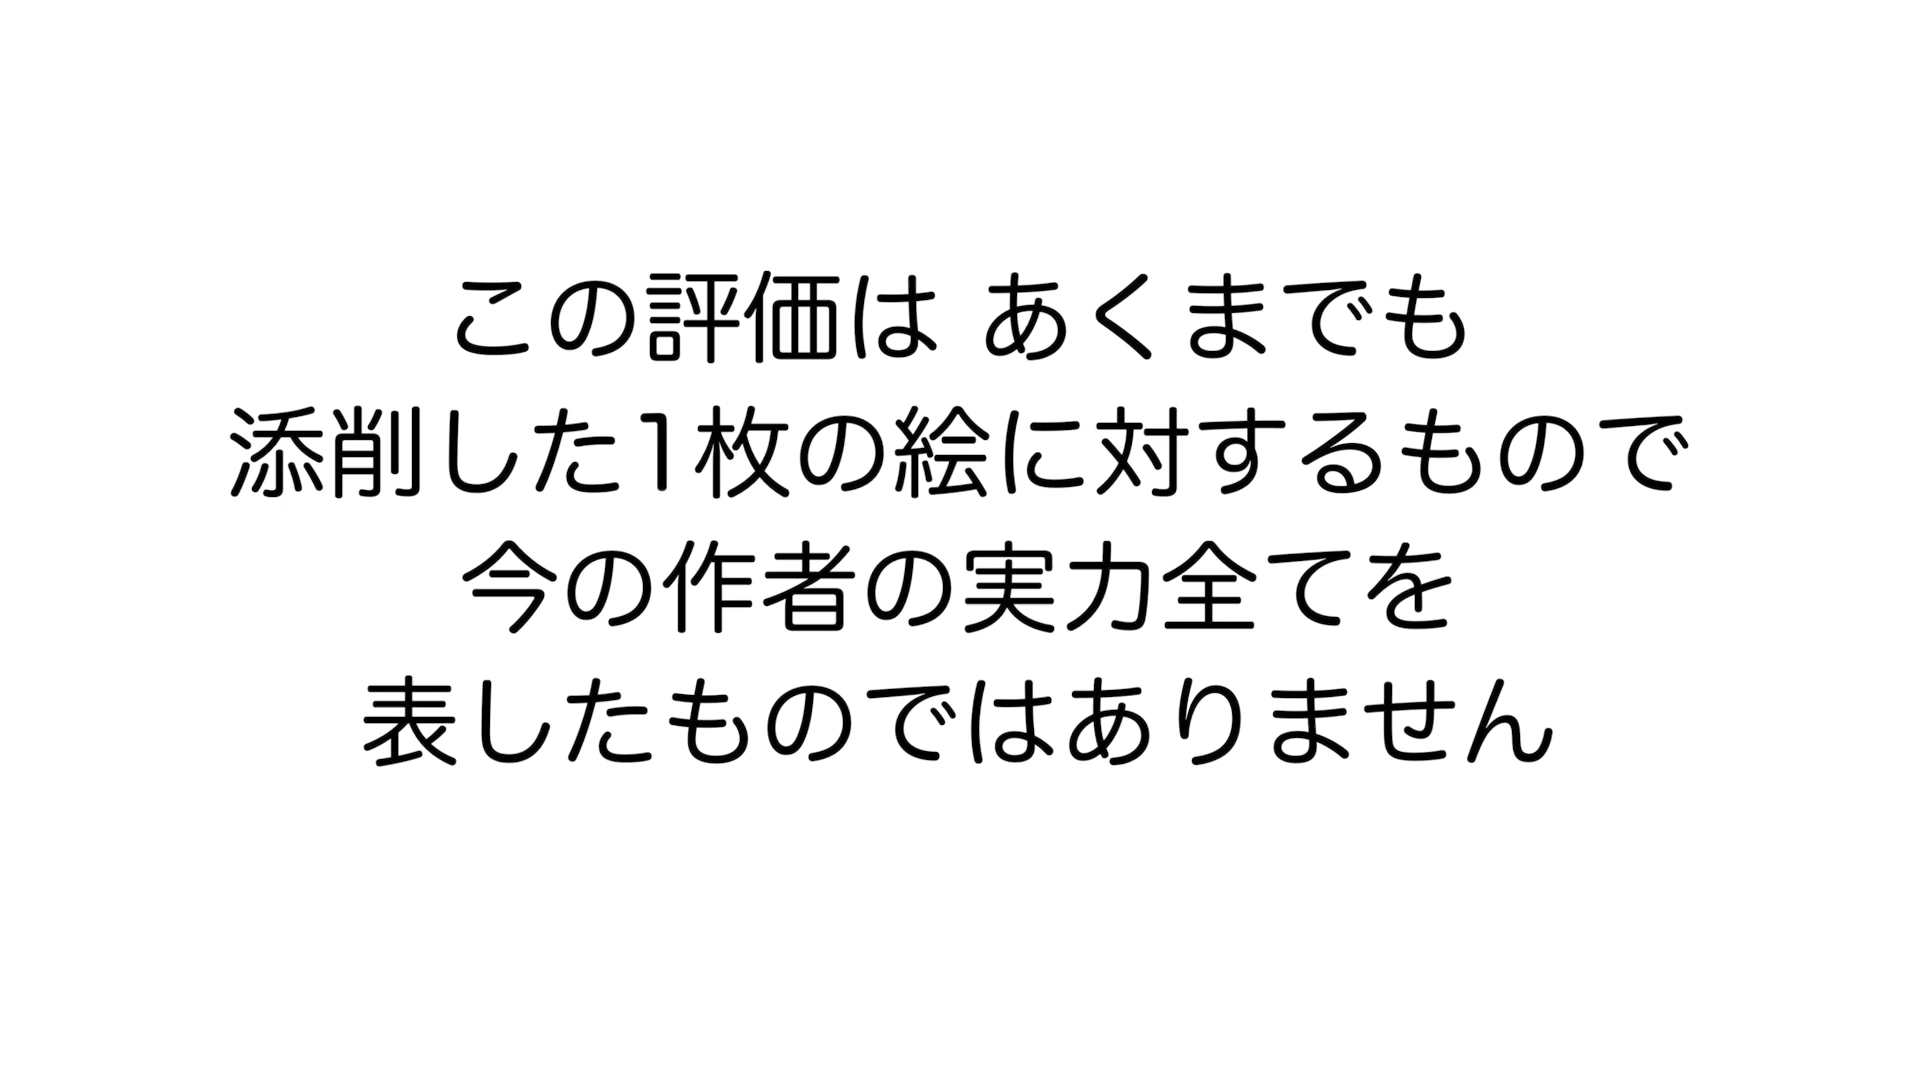 この評価は あくまでも
添削した1枚の絵に対するもので
今の作者の実力全てを
表したものではありません